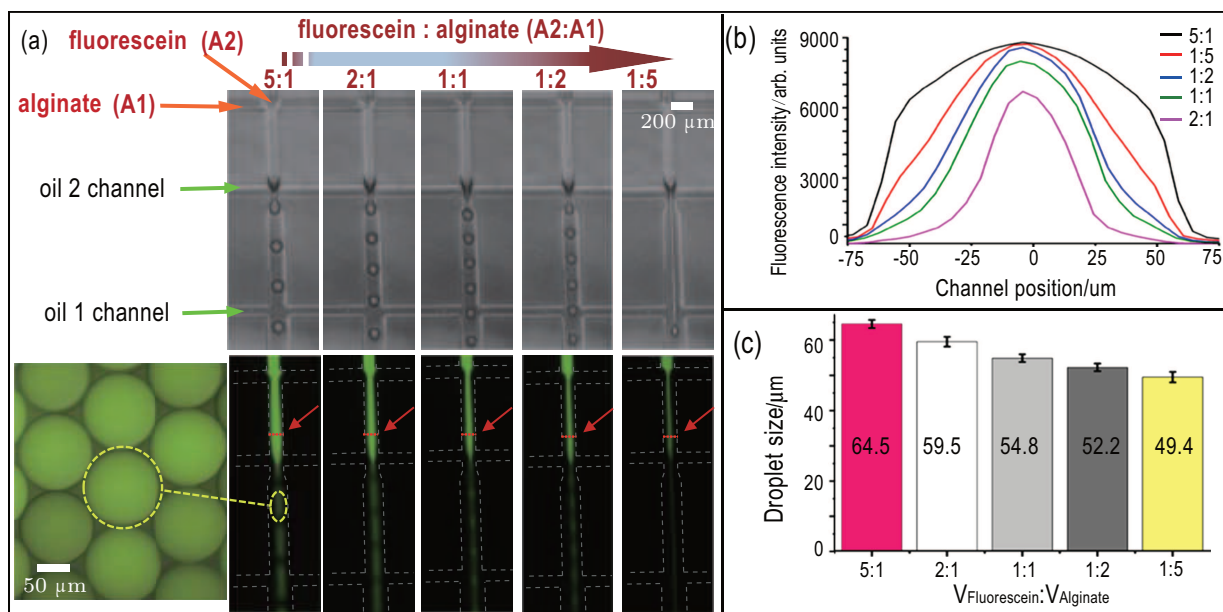 (a)
fluorescein : alginate (A2:A1)
fluorescein (A2)
5:1
2:1
1:1
1:2
1:5
alginate (A1)
200 µm
oil 2 channel
oil 1 channel
50 µm
(b)
Fluorescence intensity/arb. units
9000
6000
3000
0
-75
-50
-25
0
25
50
75
Channel position/um
5:1
1:5
1:2
1:1
2:1
(c)
Droplet size/µm
60
40
20
0
64.5
59.5
54.8
52.2
49.4
5:1
2:1
1:1
1:2
1:5
VFluorescein:VAlginate